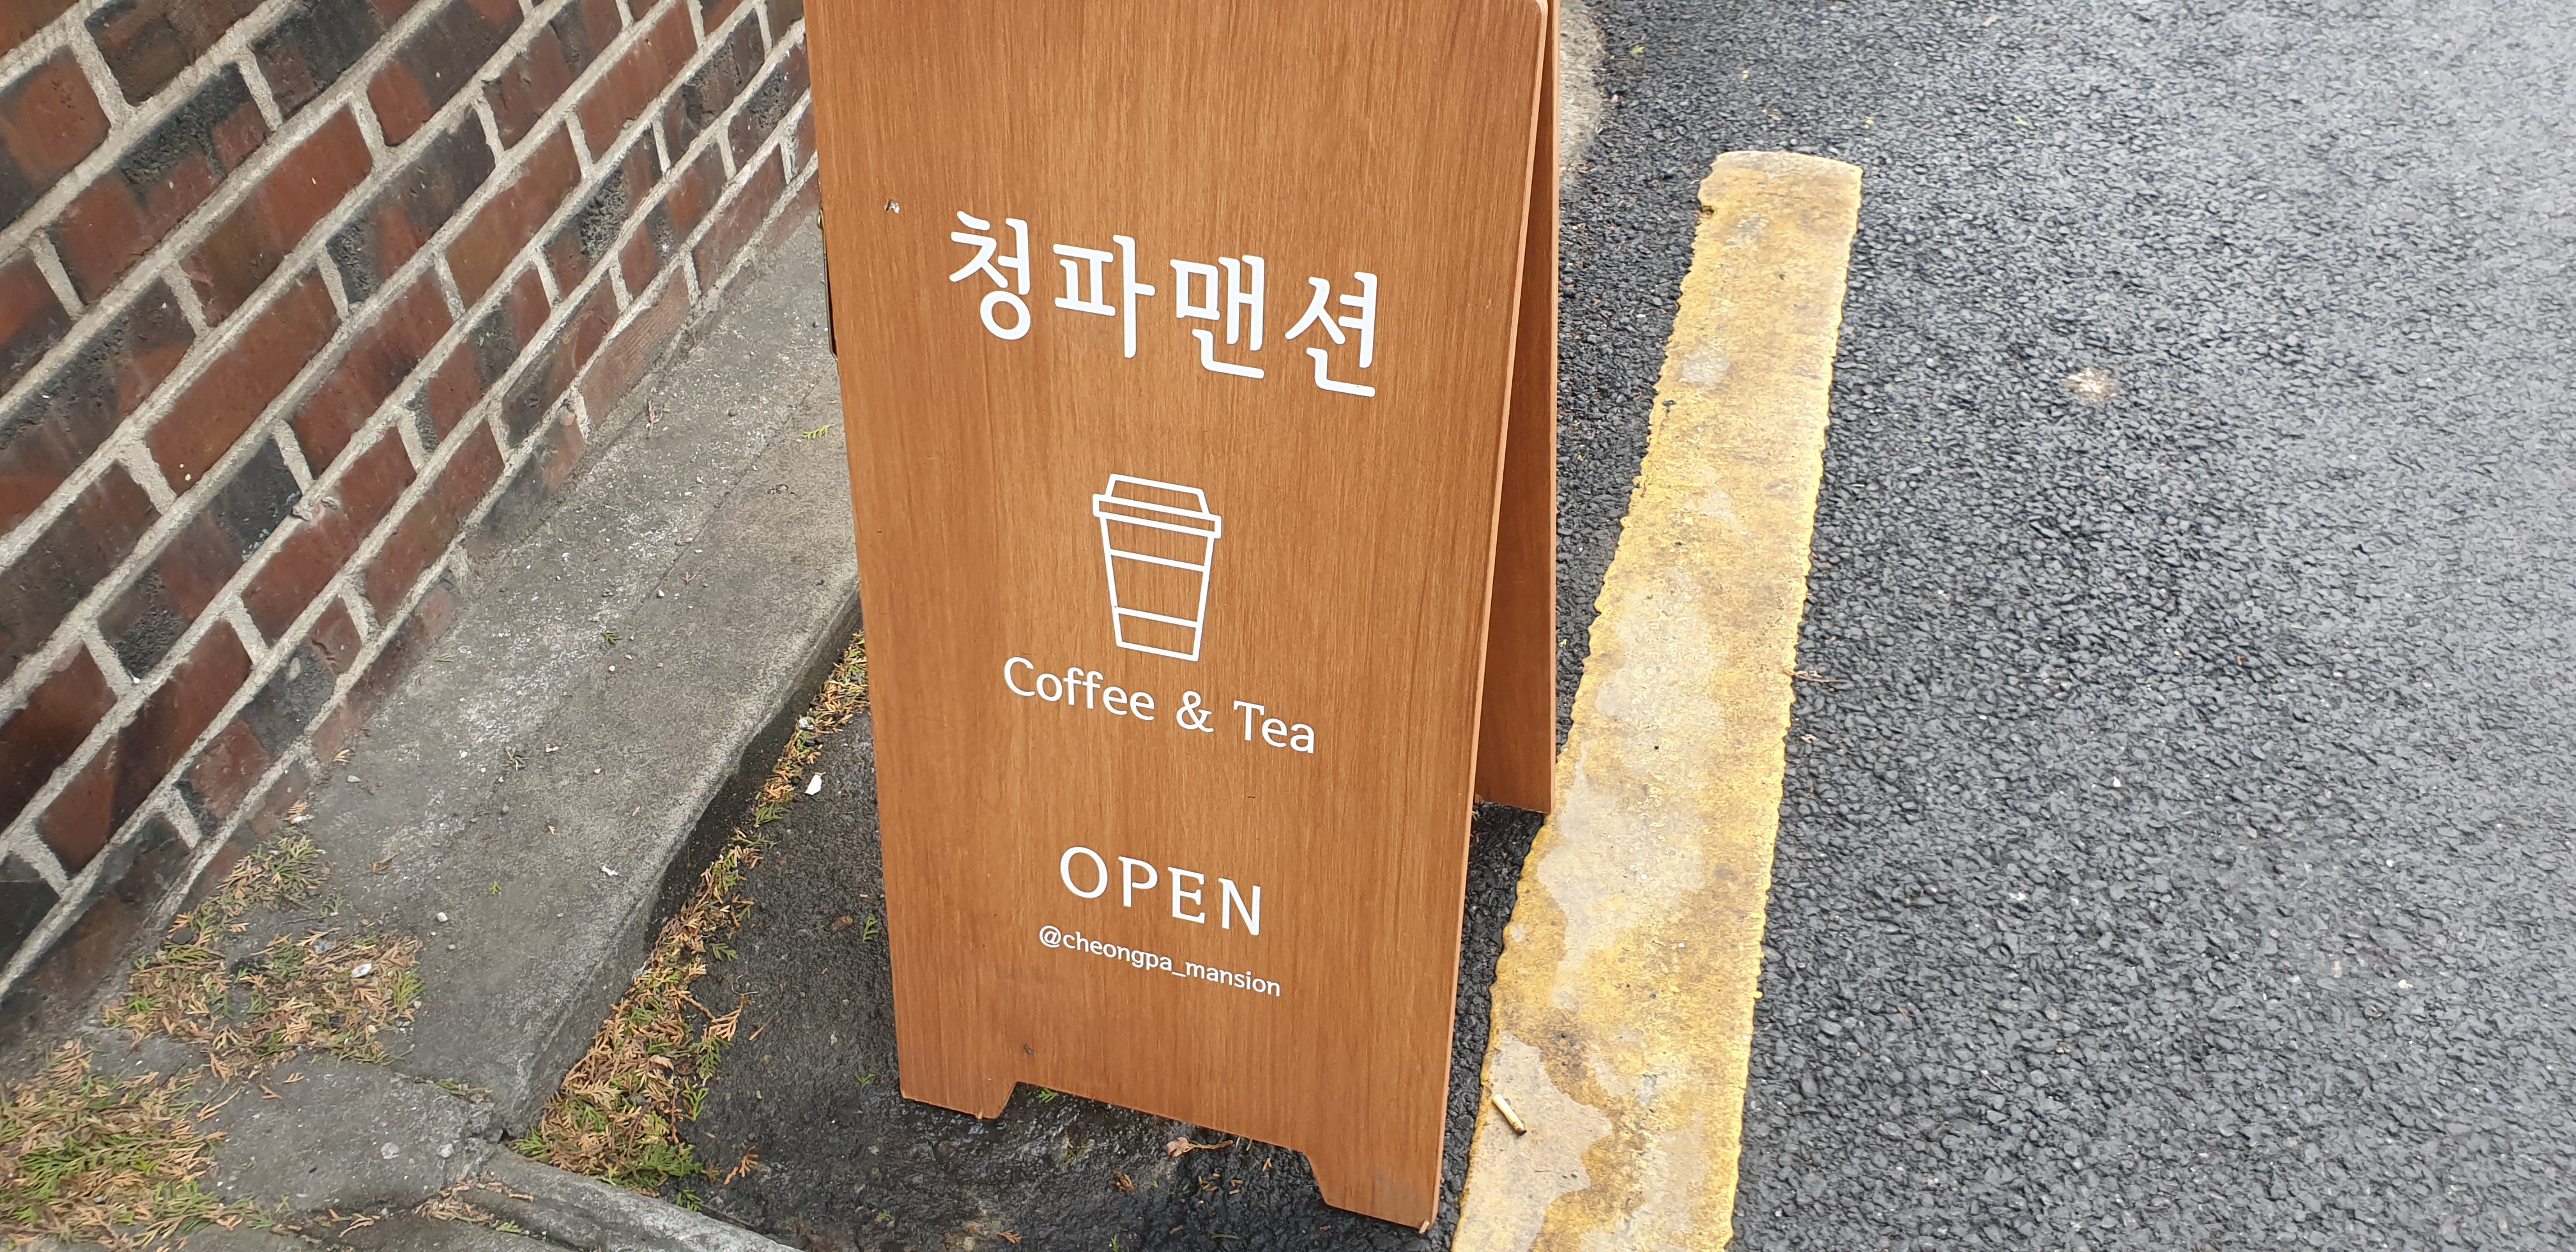 청파맨션
Coffee & Tea
OPEN
@cheongpa_mansion